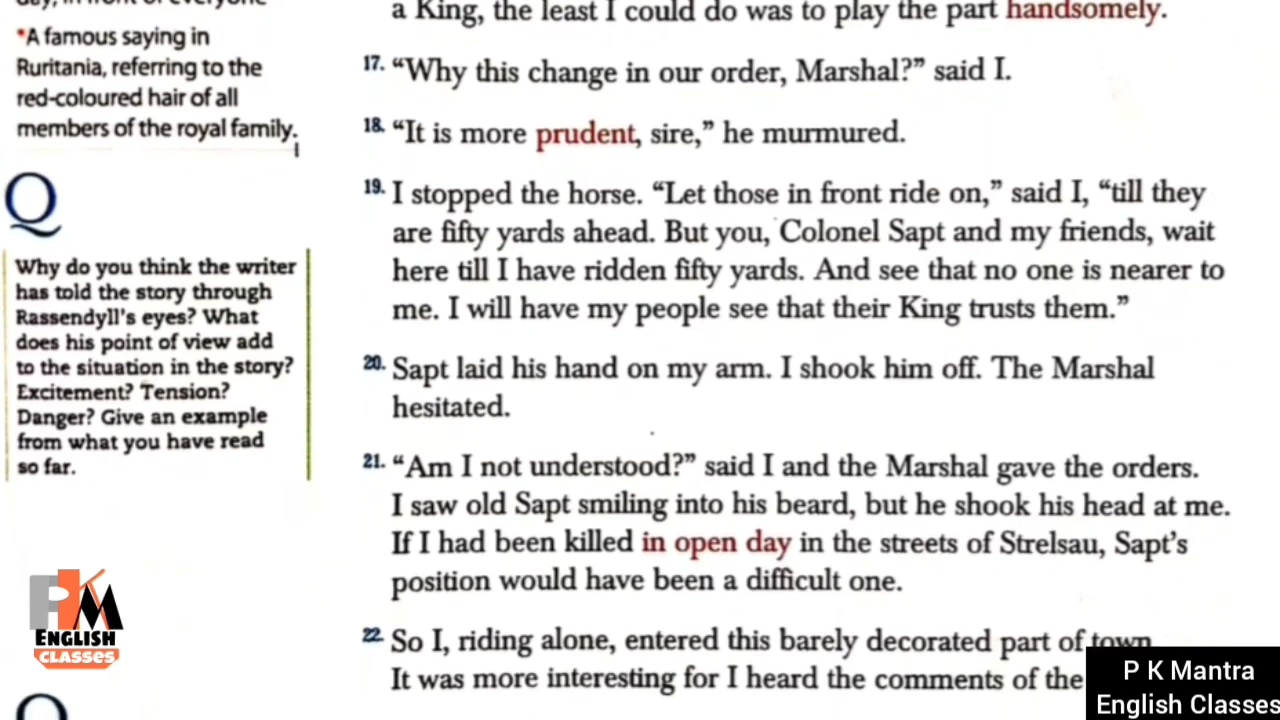 day, in front of everyone
*A famous saying in
Ruritania, referring to the
red-coloured hair of all
members of the royal family.
Q
Why do you think the writer
has told the story through
Rassendyll's eyes? What
does his point of view add
to the situation in the story?
Excitement? Tension?
Danger? Give an example
from what you have read
so far.
a King, the least I could do was to play the part handsomely.
17. “Why this change in our order, Marshal?” said I.
18. “It is more prudent, sire,” he murmured.
19. I stopped the horse. “Let those in front ride on,” said I, “till they
are fifty yards ahead. But you, Colonel Sapt and my friends, wait
here till I have ridden fifty yards. And see that no one is nearer to
me. I will have my people see that their King trusts them.”
20. Sapt laid his hand on my arm. I shook him off. The Marshal
hesitated.
21. “Am I not understood?” said I and the Marshal gave the orders.
I saw old Sapt smiling into his beard, but he shook his head at me.
If I had been killed in open day in the streets of Strelsau, Sapt's
position would have been a difficult one.
22 So I, riding alone, entered this barely decorated part of town
It was more interesting for I heard the comments of the
Q
PKM
ENGLISH
CLASSES
P K Mantra
English Classes